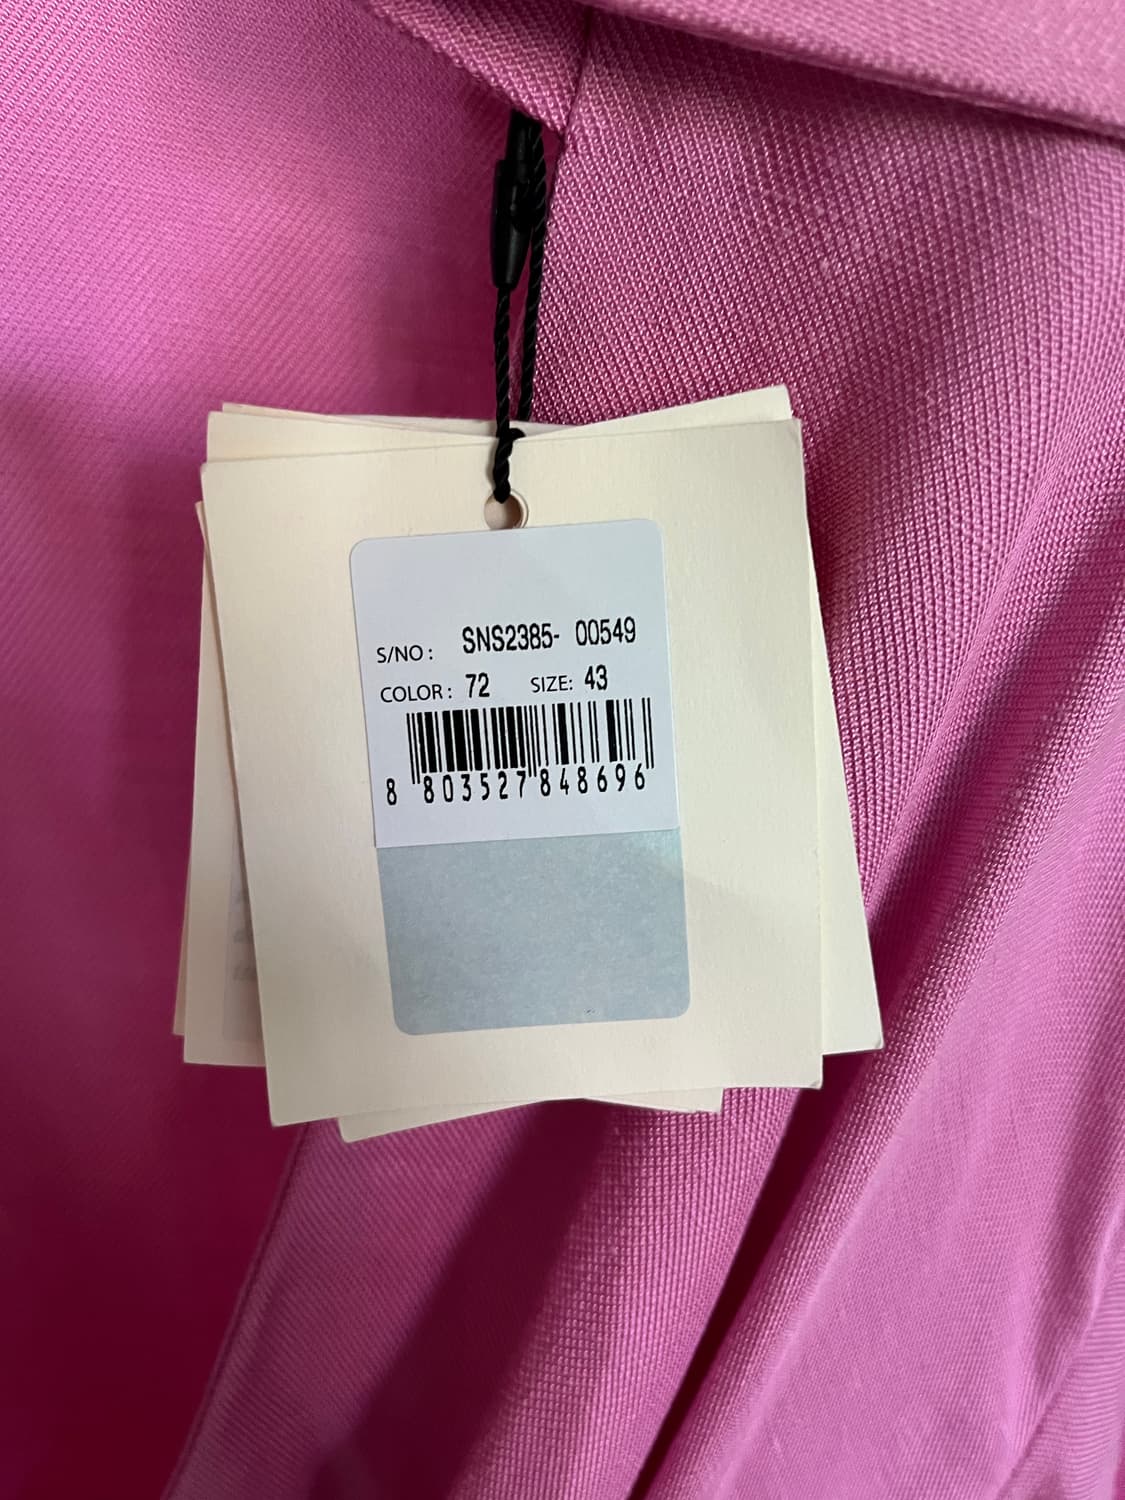 S/NO: SNS2385- 00549
COLOR: 72 SIZE: 43
8 803527 848696